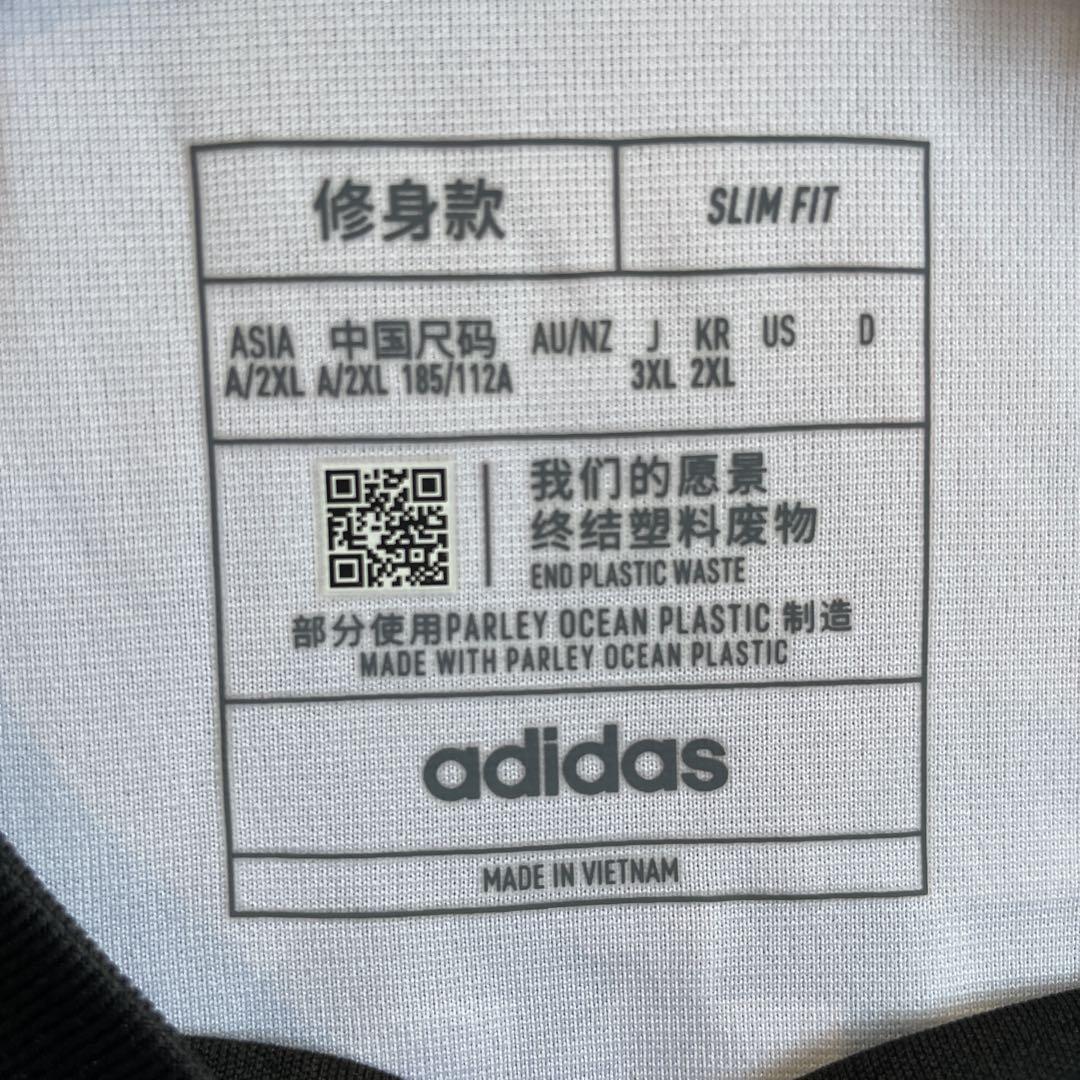 修身款 SLIM FIT
ASIA 中国尺码 AU/NZ J KR US D
A/2XL A/2XL 185/112A 3XL 2XL
我们的愿景
终结塑料废物
END PLASTIC WASTE
部分使用PARLEY OCEAN PLASTIC 制造
MADE WITH PARLEY OCEAN PLASTIC
adidas
MADE IN VIETNAM